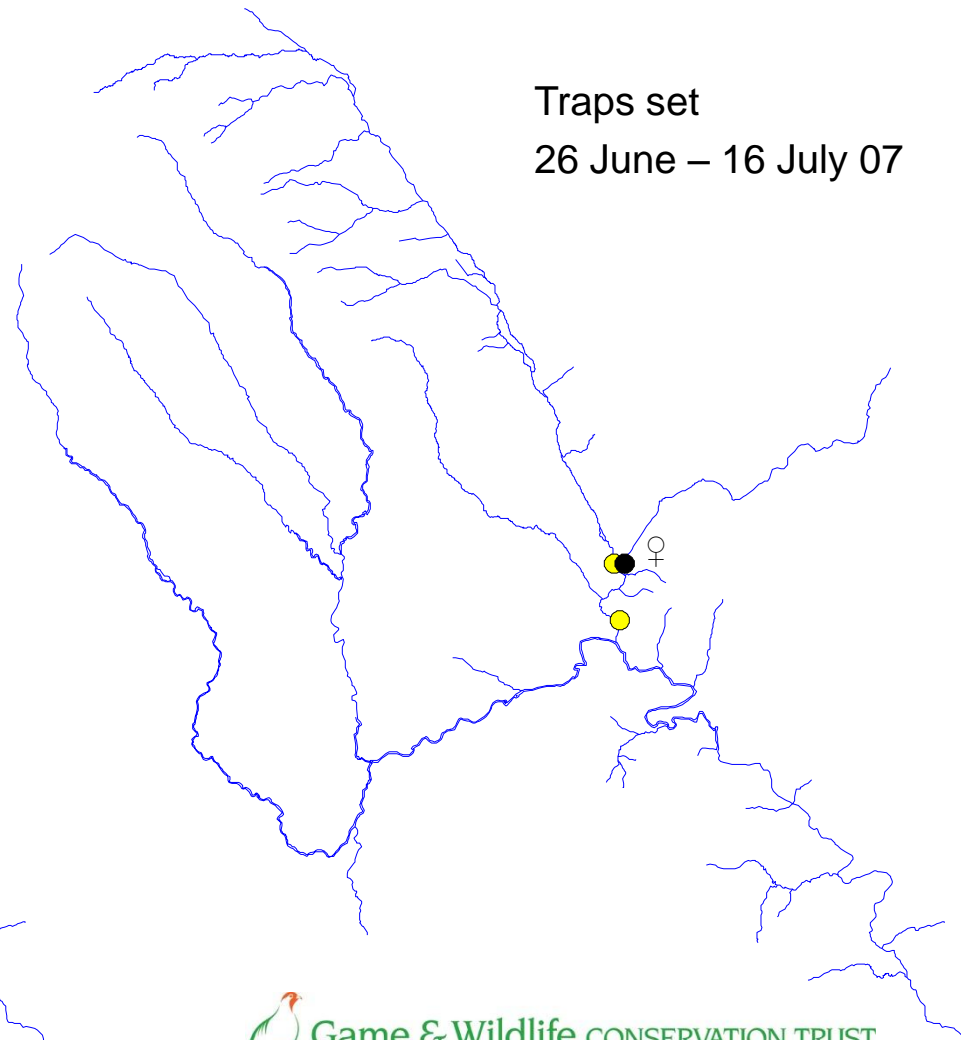 Traps set
26 June – 16 July 07
♀
Game & Wildlife CONSERVATION TRUST